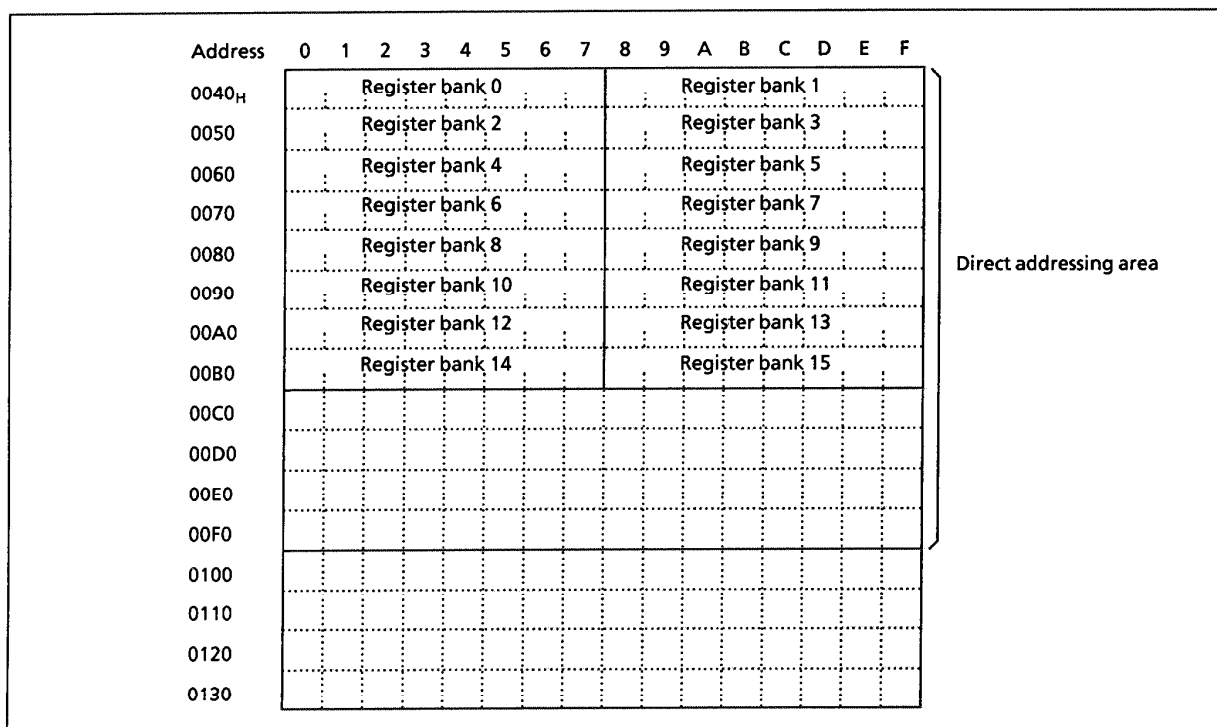 Address 0 1 2 3 4 5 6 7 8 9 A B C D E F
0040H Register bank 0 Register bank 1
0050 Register bank 2 Register bank 3
0060 Register bank 4 Register bank 5
0070 Register bank 6 Register bank 7
0080 Register bank 8 Register bank 9
Direct addressing area
0090 Register bank 10 Register bank 11
00A0 Register bank 12 Register bank 13
00B0 Register bank 14 Register bank 15
00C0
00D0
00E0
00F0
0100
0110
0120
0130